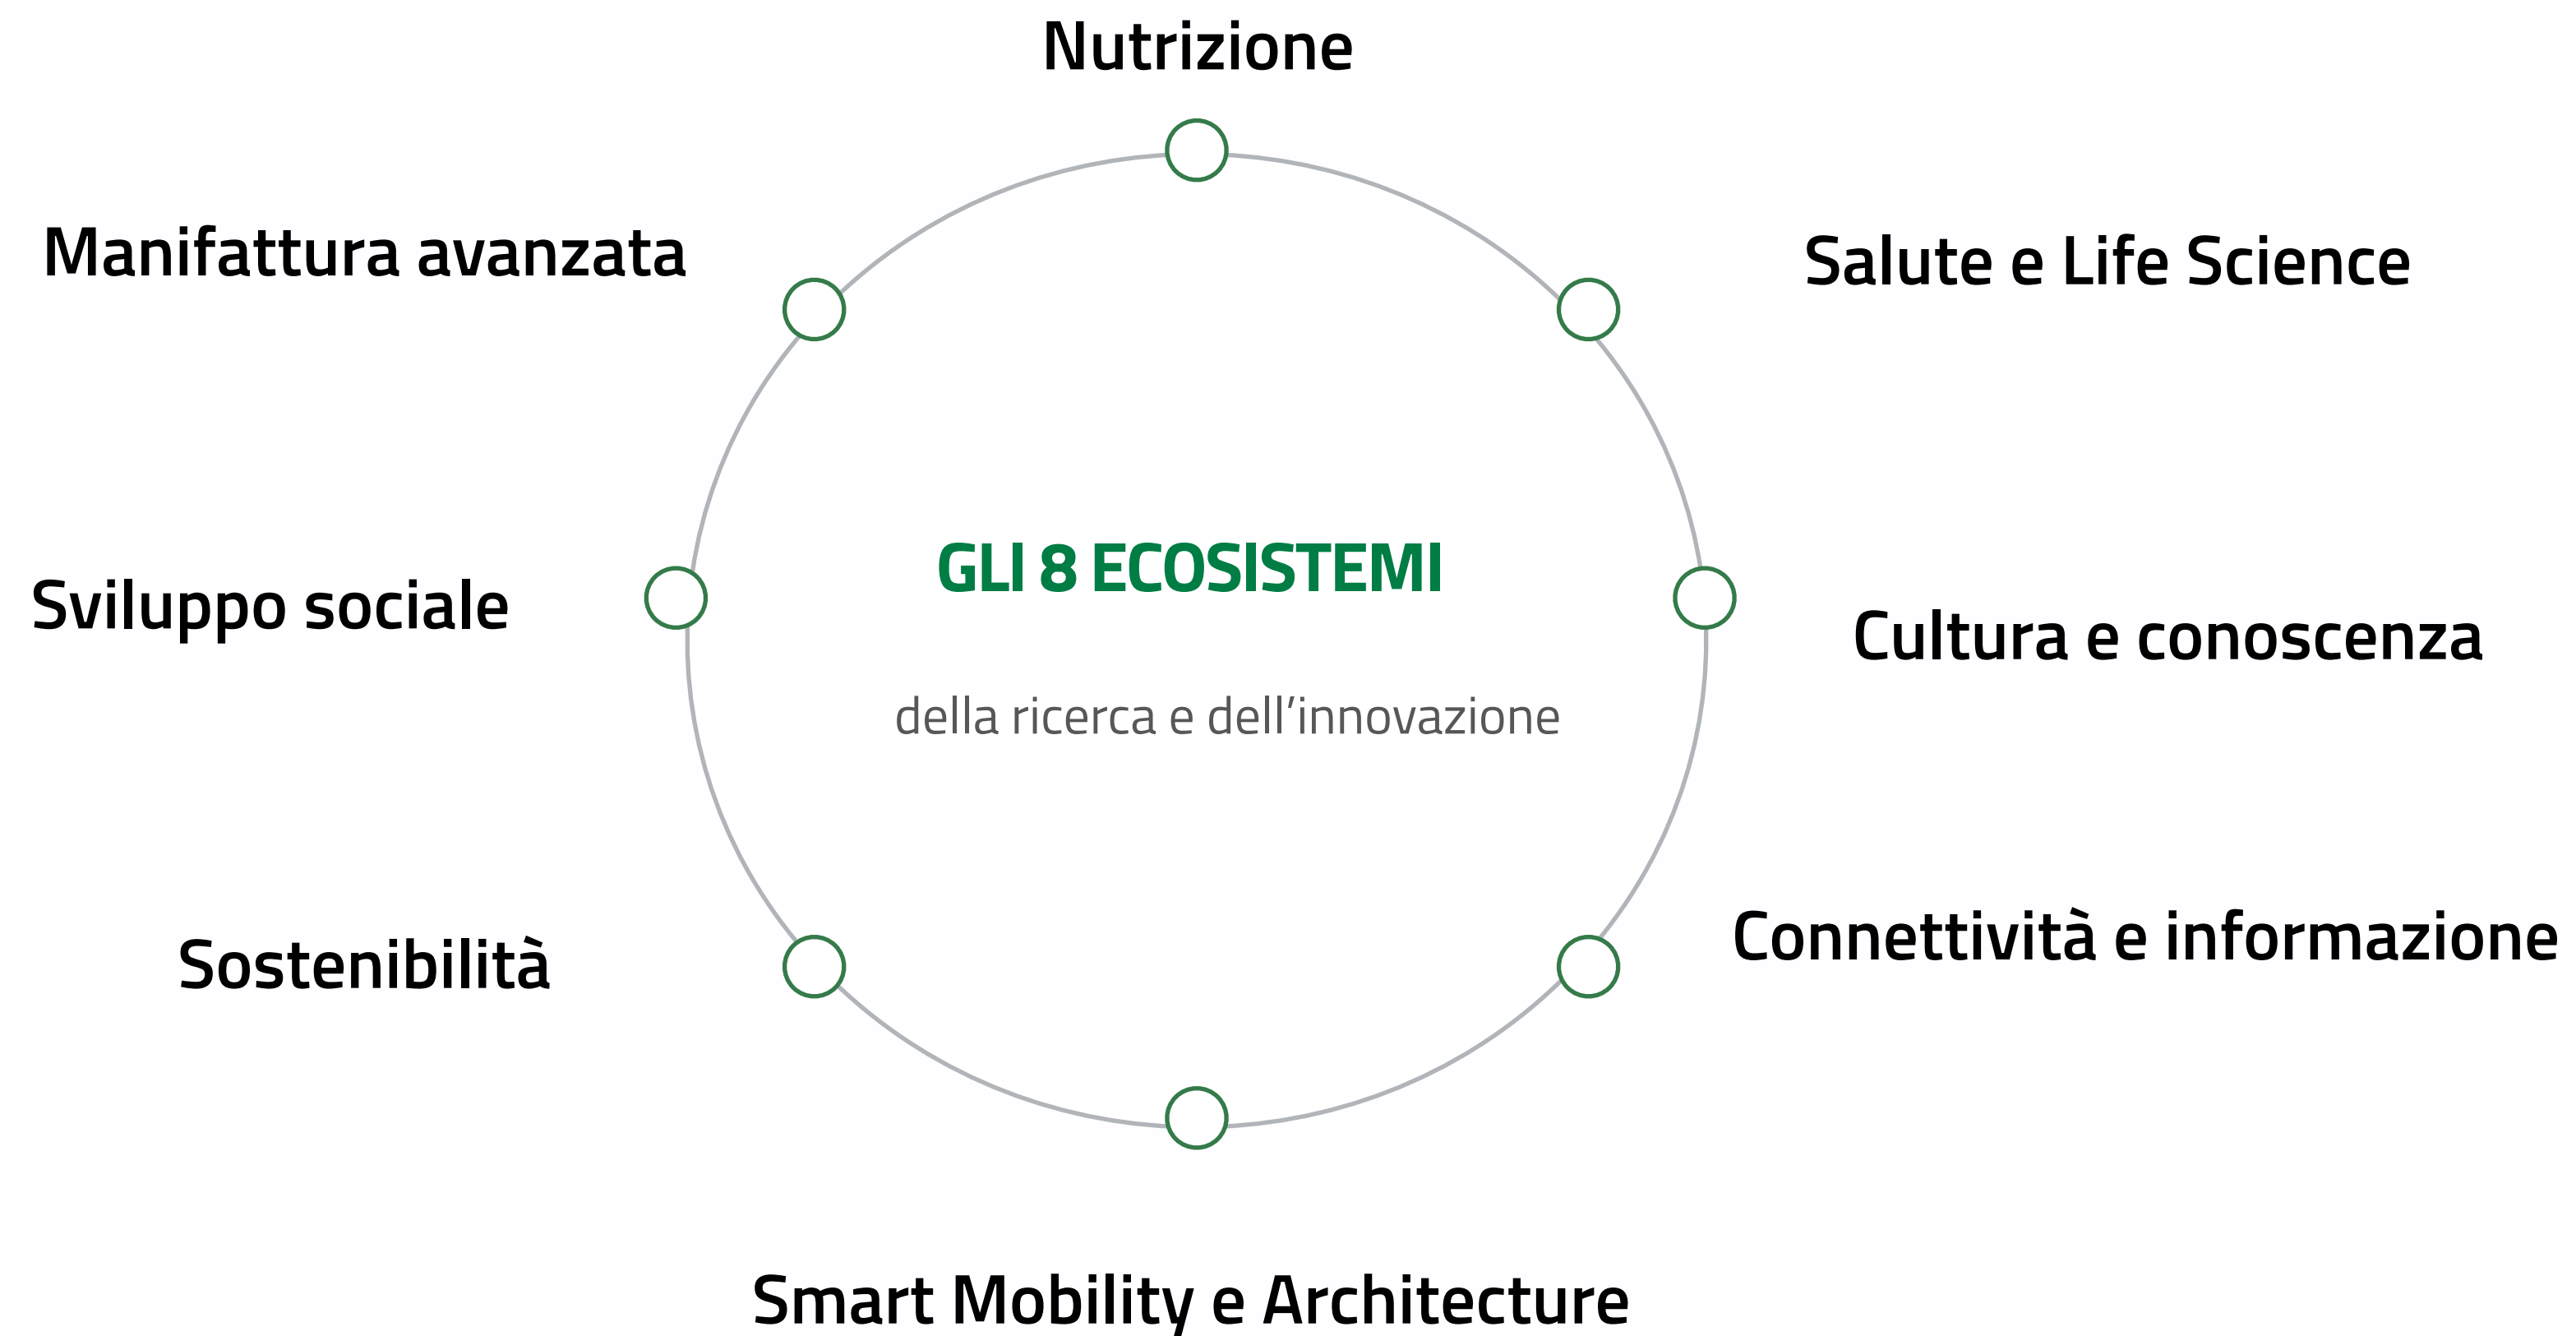 Nutrizione
Manifattura avanzata
Salute e Life Science
GLI 8 ECOSISTEMI
Sviluppo sociale
Cultura e conoscenza
della ricerca e dell’innovazione
Connettività e informazione
Sostenibilità
Smart Mobility e Architecture